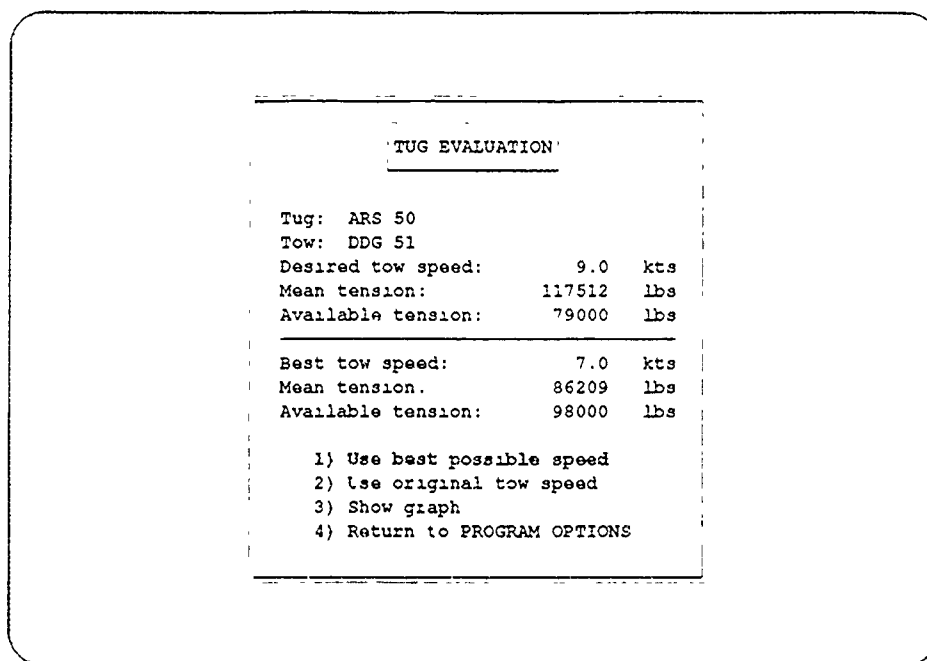 TUG EVALUATION
Tug: ARS 50
Tow: DDG 51
Desired tow speed: 9.0 kts
Mean tension: 117512 lbs
Available tension: 79000 lbs
Best tow speed: 7.0 kts
Mean tension. 86209 lbs
Available tension: 98000 lbs
1) Use best possible speed
2) Use original tow speed
3) Show graph
4) Return to PROGRAM OPTIONS